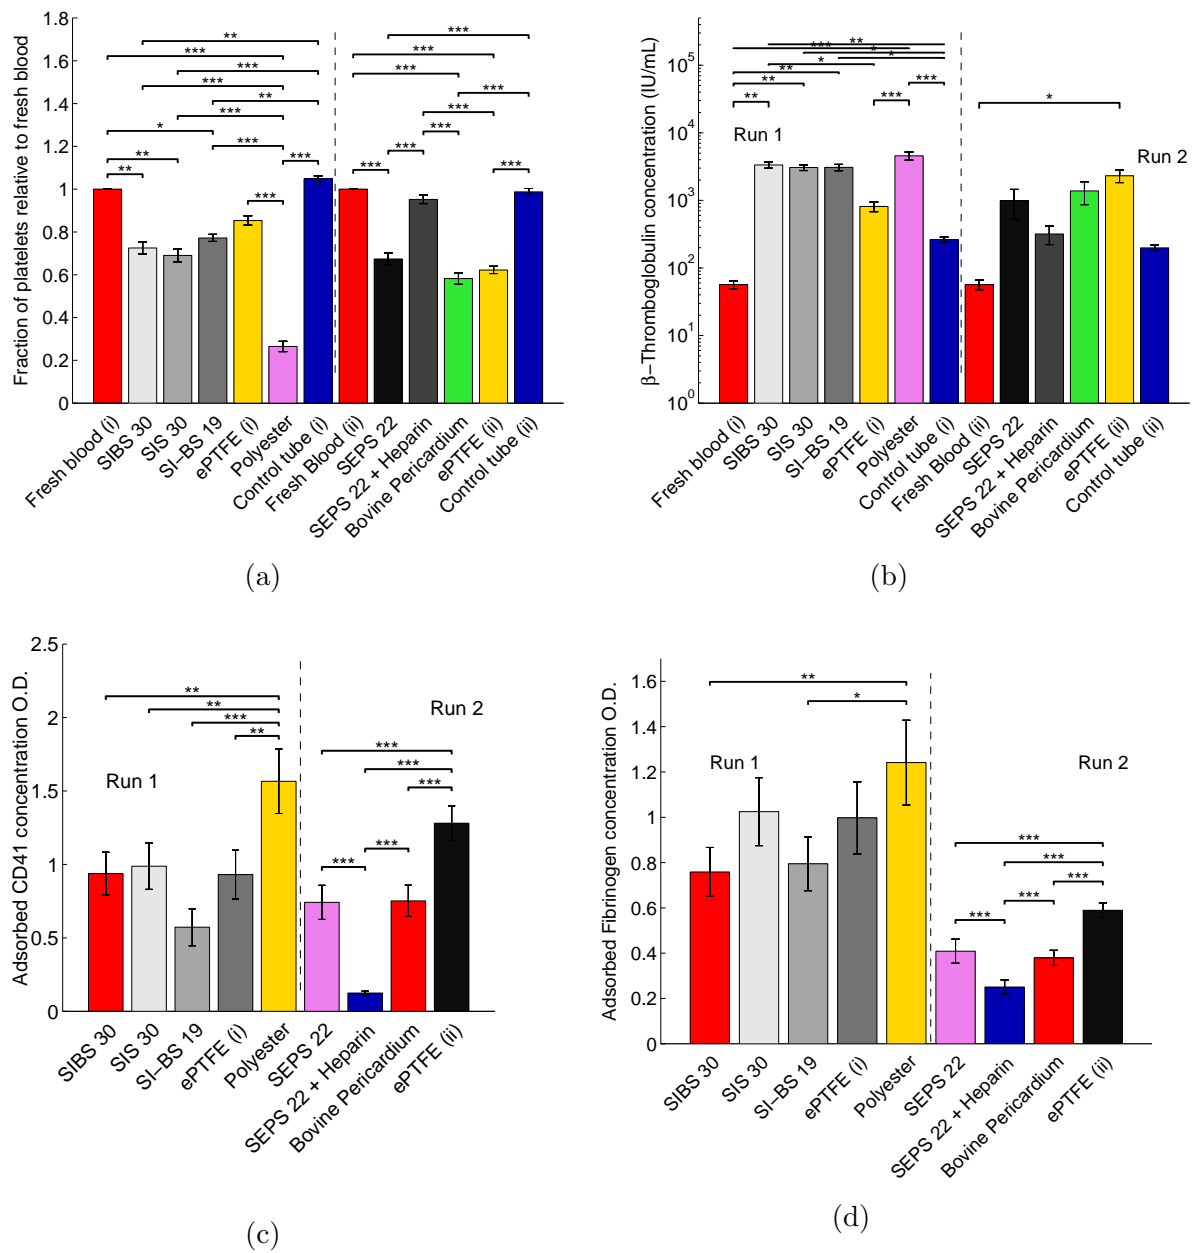 Fraction of platelets relative to fresh blood
1.8
1.6
1.4
1.2
1
0.8
0.6
0.4
0.2
0
**
***
***
***
***
**
***
*
***
**
**
***
***
***
***
***
***
***
***
***
***
***
Fresh blood (i)
SIBS 30
SIS 30
SI−BS 19
ePTFE (i)
Polyester
Control tube (i)
Fresh Blood (ii)
SEPS 22
SEPS 22 + Heparin
Bovine Pericardium
ePTFE (ii)
Control tube (ii)
(a)
β−Thromboglobulin concentration (IU/mL)
10^5
10^4
10^3
10^2
10^1
10^0
**
***
*
*
*
**
**
**
***
***
*
Run 1
Run 2
Fresh blood (i)
SIBS 30
SIS 30
SI−BS 19
ePTFE (i)
Polyester
Control tube (i)
Fresh Blood (ii)
SEPS 22
SEPS 22 + Heparin
Bovine Pericardium
ePTFE (ii)
Control tube (ii)
(b)
Adsorbed CD41 concentration O.D.
2.5
2
1.5
1
0.5
0
**
**
***
**
***
***
***
***
***
Run 1
Run 2
SIBS 30
SIS 30
SI−BS 19
ePTFE (i)
Polyester
SEPS 22
SEPS 22 + Heparin
Bovine Pericardium
ePTFE (ii)
(c)
Adsorbed Fibrinogen concentration O.D.
1.6
1.4
1.2
1
0.8
0.6
0.4
0.2
0
**
*
***
***
***
***
***
Run 1
Run 2
SIBS 30
SIS 30
SI−BS 19
ePTFE (i)
Polyester
SEPS 22
SEPS 22 + Heparin
Bovine Pericardium
ePTFE (ii)
(d)